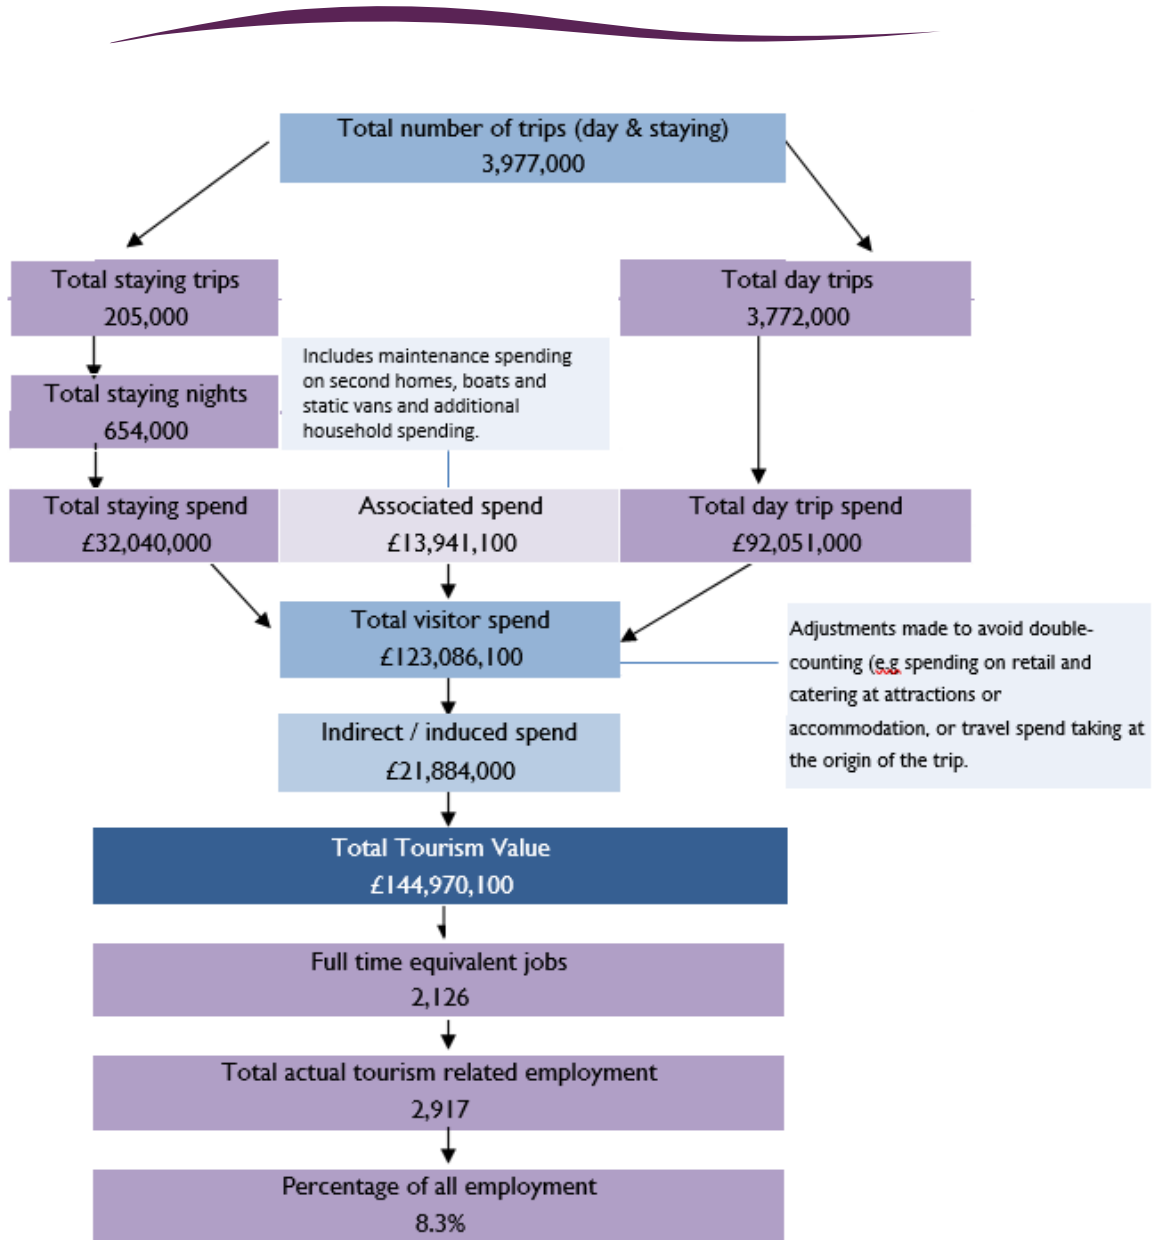 Total number of trips (day & staying)
3,977,000
Total staying trips
205,000
Total day trips
3,772,000
Total staying nights
654,000
Includes maintenance spending
on second homes, boats and
static vans and additional
household spending.
Total staying spend
£32,040,000
Associated spend
£13,941,100
Total day trip spend
£92,051,000
Total visitor spend
£123,086,100
Adjustments made to avoid double-
counting (e.g spending on retail and
catering at attractions or
accommodation, or travel spend taking at
the origin of the trip.
Indirect / induced spend
£21,884,000
Total Tourism Value
£144,970,100
Full time equivalent jobs
2,126
Total actual tourism related employment
2,917
Percentage of all employment
8.3%